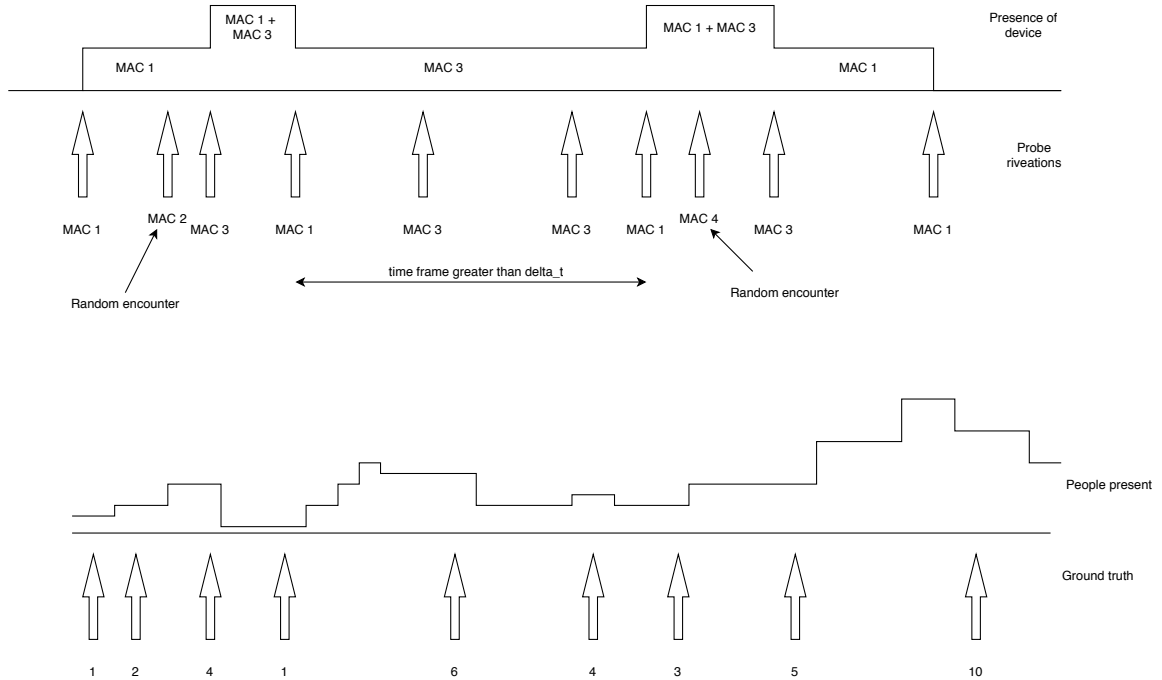 MAC 1 +
MAC 3
MAC 1 + MAC 3
Presence of
device
MAC 1
MAC 3
MAC 1
Probe
riveations
MAC 1
MAC 2
MAC 3
MAC 1
MAC 3
MAC 3
MAC 1
MAC 4
MAC 3
MAC 1
time frame greater than delta_t
Random encounter
Random encounter
People present
Ground truth
1
2
4
1
6
4
3
5
10